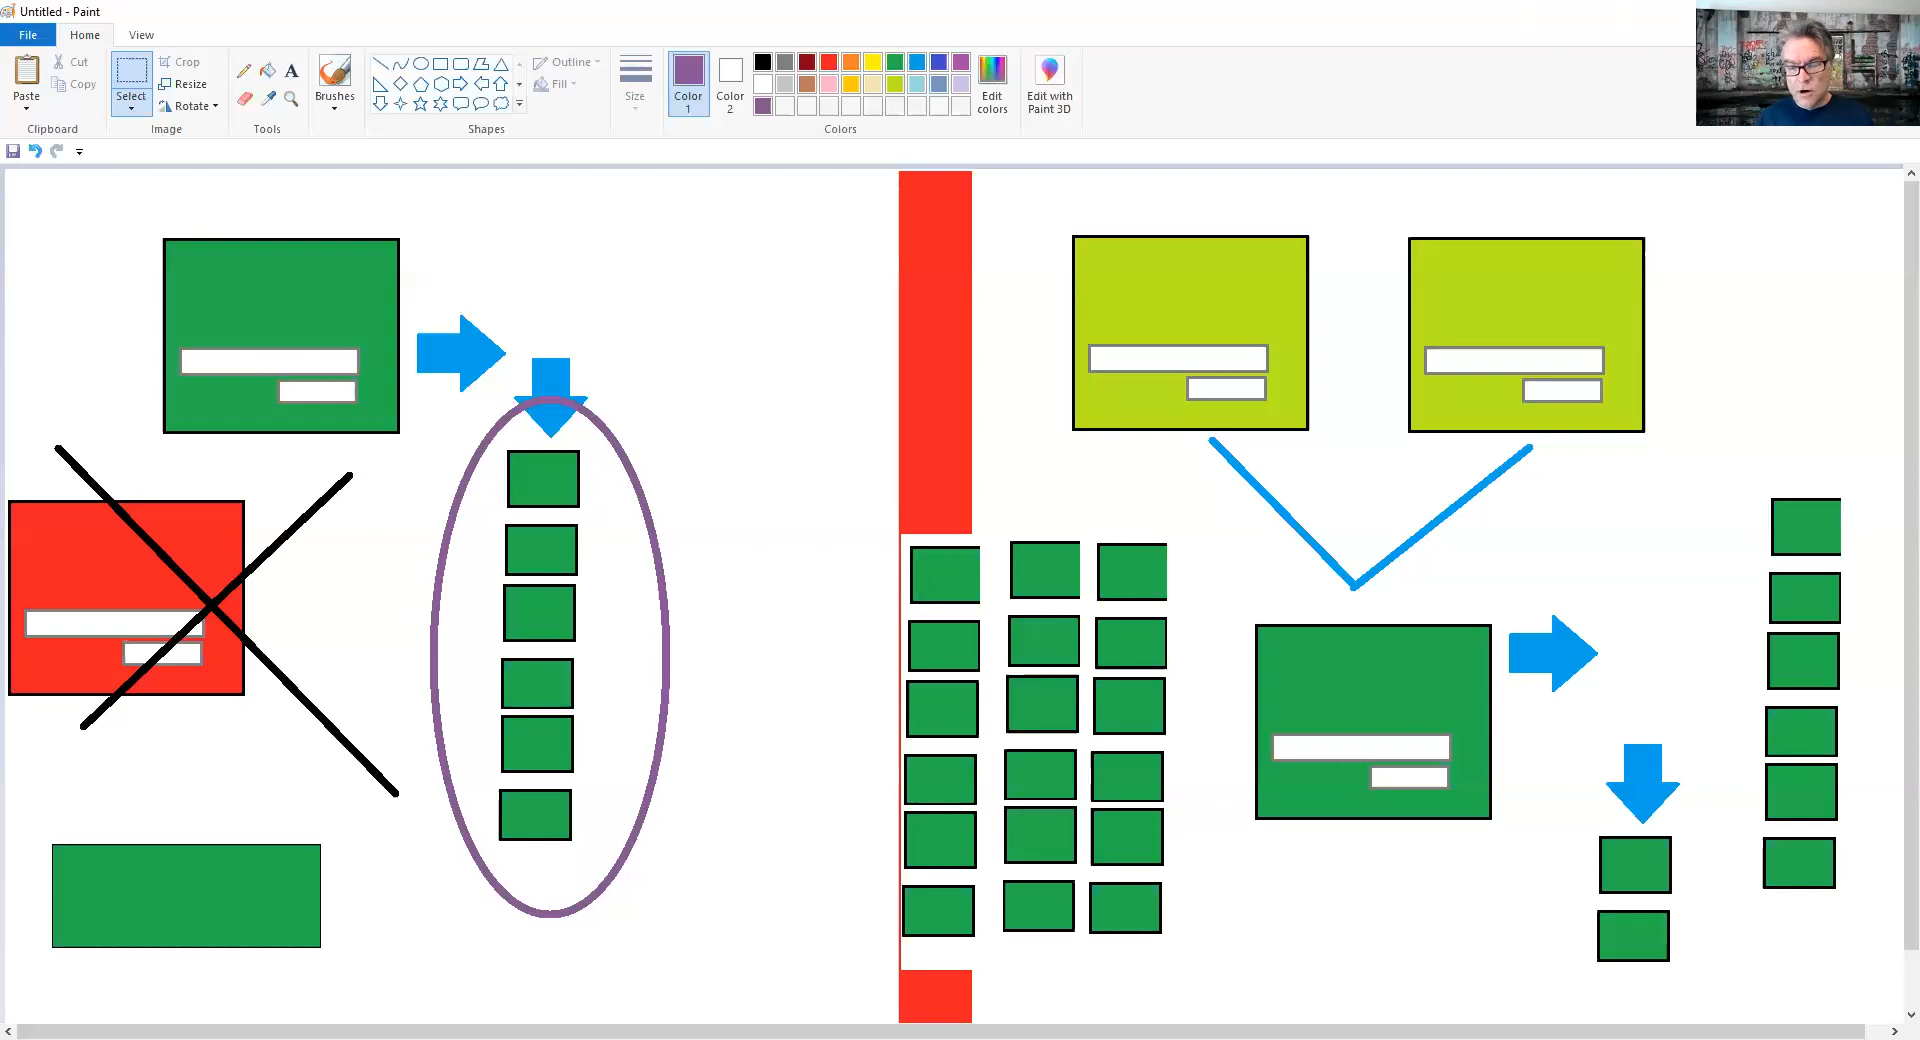 Untitled - Paint
File Home View
Paste
Cut
Copy
Clipboard
Select
Crop
Resize
Rotate
Image
A
Tools
Brushes
Shapes
Outline
Fill
Size
Color 1
Color 2
Edit colors
Colors
Edit with Paint 3D